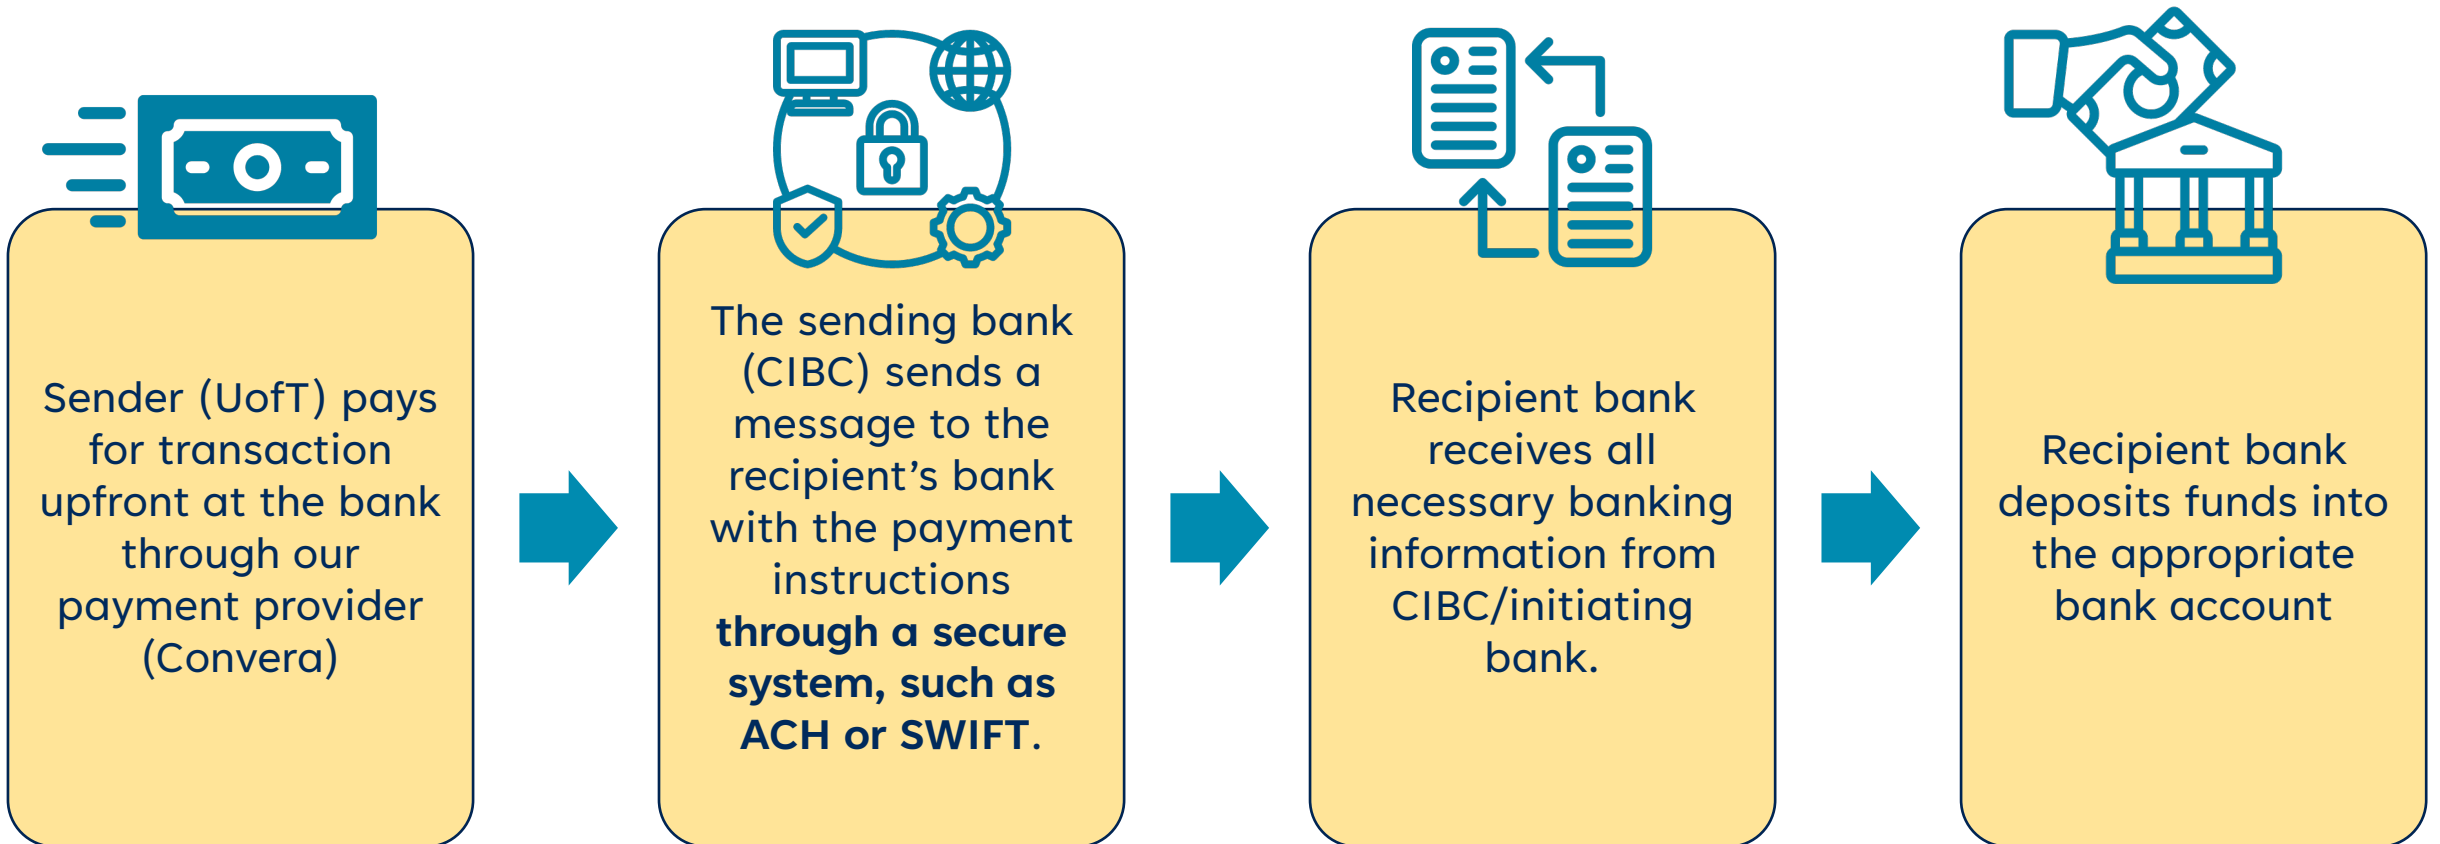 Sender (UofT) pays
for transaction
upfront at the bank
through our
payment provider
(Convera)
The sending bank
(CIBC) sends a
message to the
recipient’s bank
with the payment
instructions
through a secure
system, such as
ACH or SWIFT.
Recipient bank
receives all
necessary banking
information from
CIBC/initiating
bank.
Recipient bank
deposits funds into
the appropriate
bank account